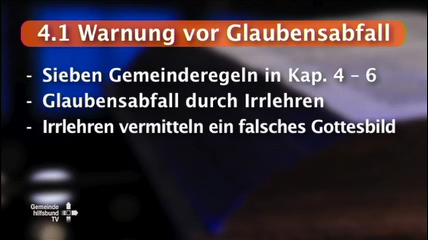 4.1 Warnung vor Glaubensabfall
- Sieben Gemeinderegeln in Kap. 4 – 6
- Glaubensabfall durch Irrlehren
- Irrlehren vermitteln ein falsches Gottesbild
Gemeinde
hilfsbund
TV